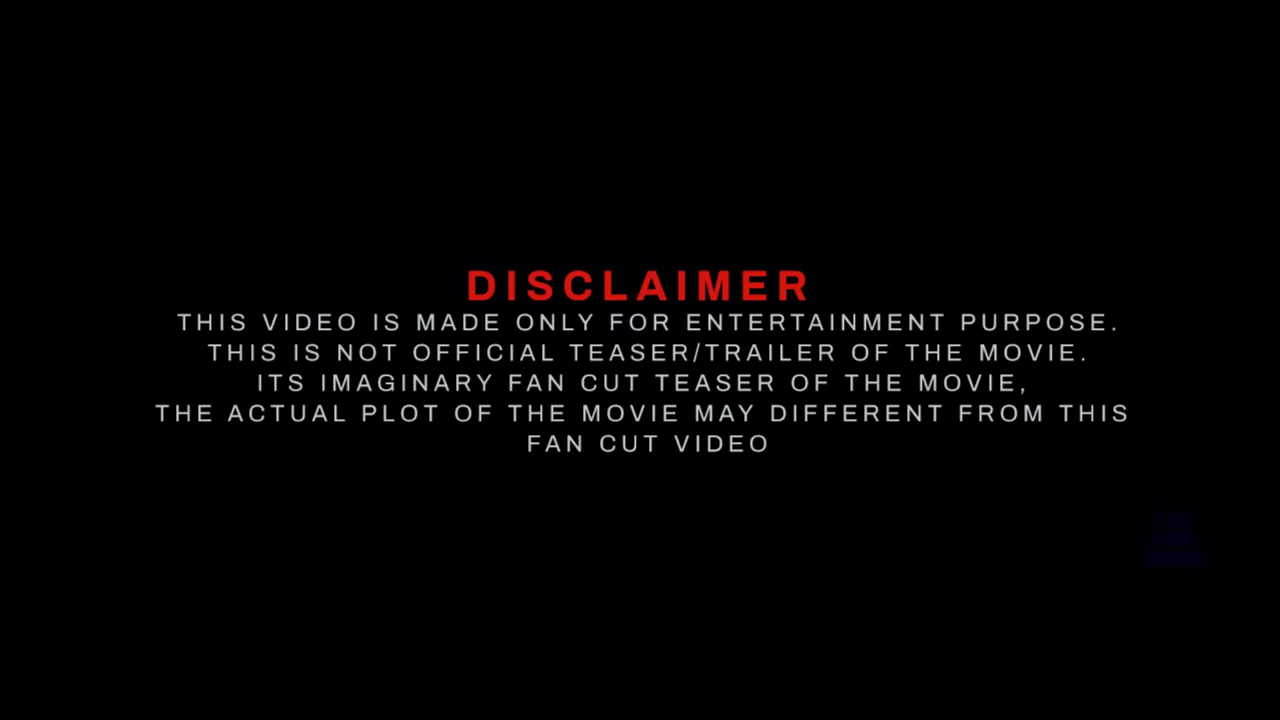 DISCLAIMER
THIS VIDEO IS MADE ONLY FOR ENTERTAINMENT PURPOSE.
THIS IS NOT OFFICIAL TEASER/TRAILER OF THE MOVIE.
ITS IMAGINARY FAN CUT TEASER OF THE MOVIE,
THE ACTUAL PLOT OF THE MOVIE MAY DIFFERENT FROM THIS
FAN CUT VIDEO